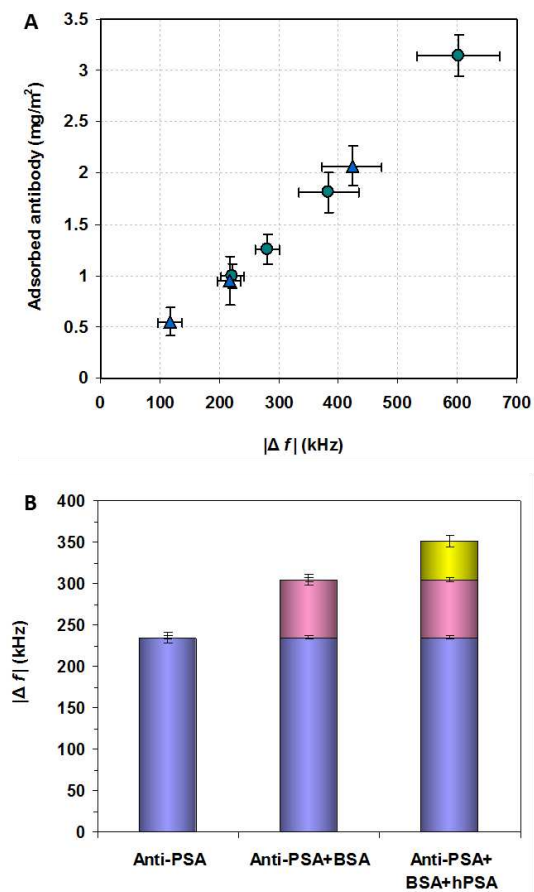 A
Adsorbed antibody (mg/m²)
3.5
3
2.5
2
1.5
1
0.5
0
0 100 200 300 400 500 600 700
|Δ f| (kHz)
B
|Δ f| (kHz)
400
350
300
250
200
150
100
50
0
Anti-PSA Anti-PSA+BSA Anti-PSA+
BSA+hPSA